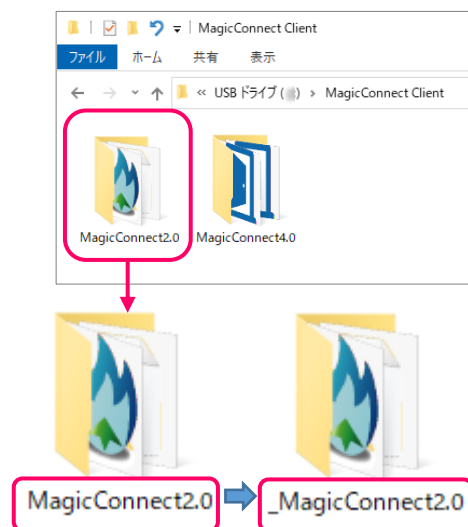 MagicConnect Client
ファイル ホーム 共有 表示
« USB ドライブ ( ) › MagicConnect Client
MagicConnect2.0 MagicConnect4.0
MagicConnect2.0 _MagicConnect2.0